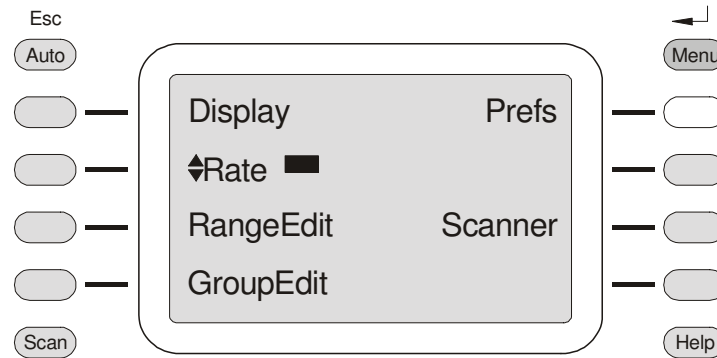 Esc
Auto
Menu
Display Prefs
Rate
RangeEdit Scanner
GroupEdit
Scan
Help